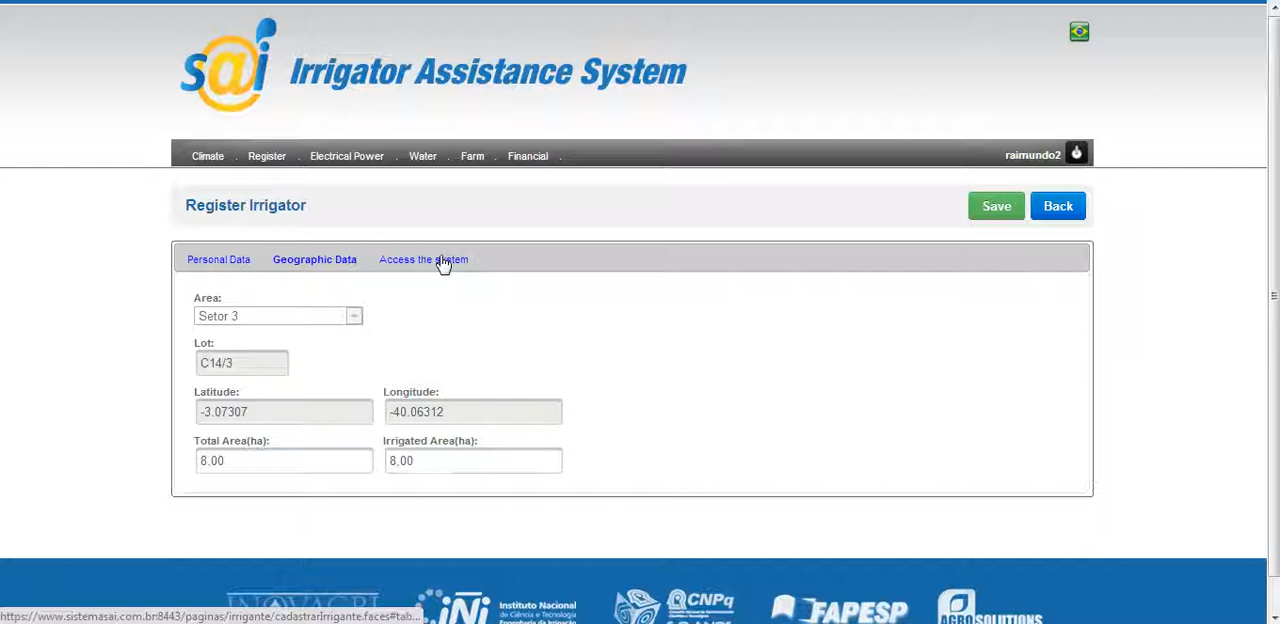 s@i Irrigator Assistance System
Climate . Register . Electrical Power . Water . Farm . Financial .
raimundo2
Register Irrigator
Save
Back
Personal Data
Geographic Data
Access the system
Area:
Setor 3
Lot:
C14/3
Latitude:
Longitude:
-3.07307
-40.06312
Total Area(ha):
Irrigated Area(ha):
8,00
8,00
INOVAGRI
iNi
Instituto Nacional
de Ciência e Tecnologia
Engenharia da Irrigação
CNPq
FAPESP
AGROSOLUTIONS
https://www.sistemasai.com.br:8443/paginas/irrigante/cadastrarIrrigante.faces#tab...